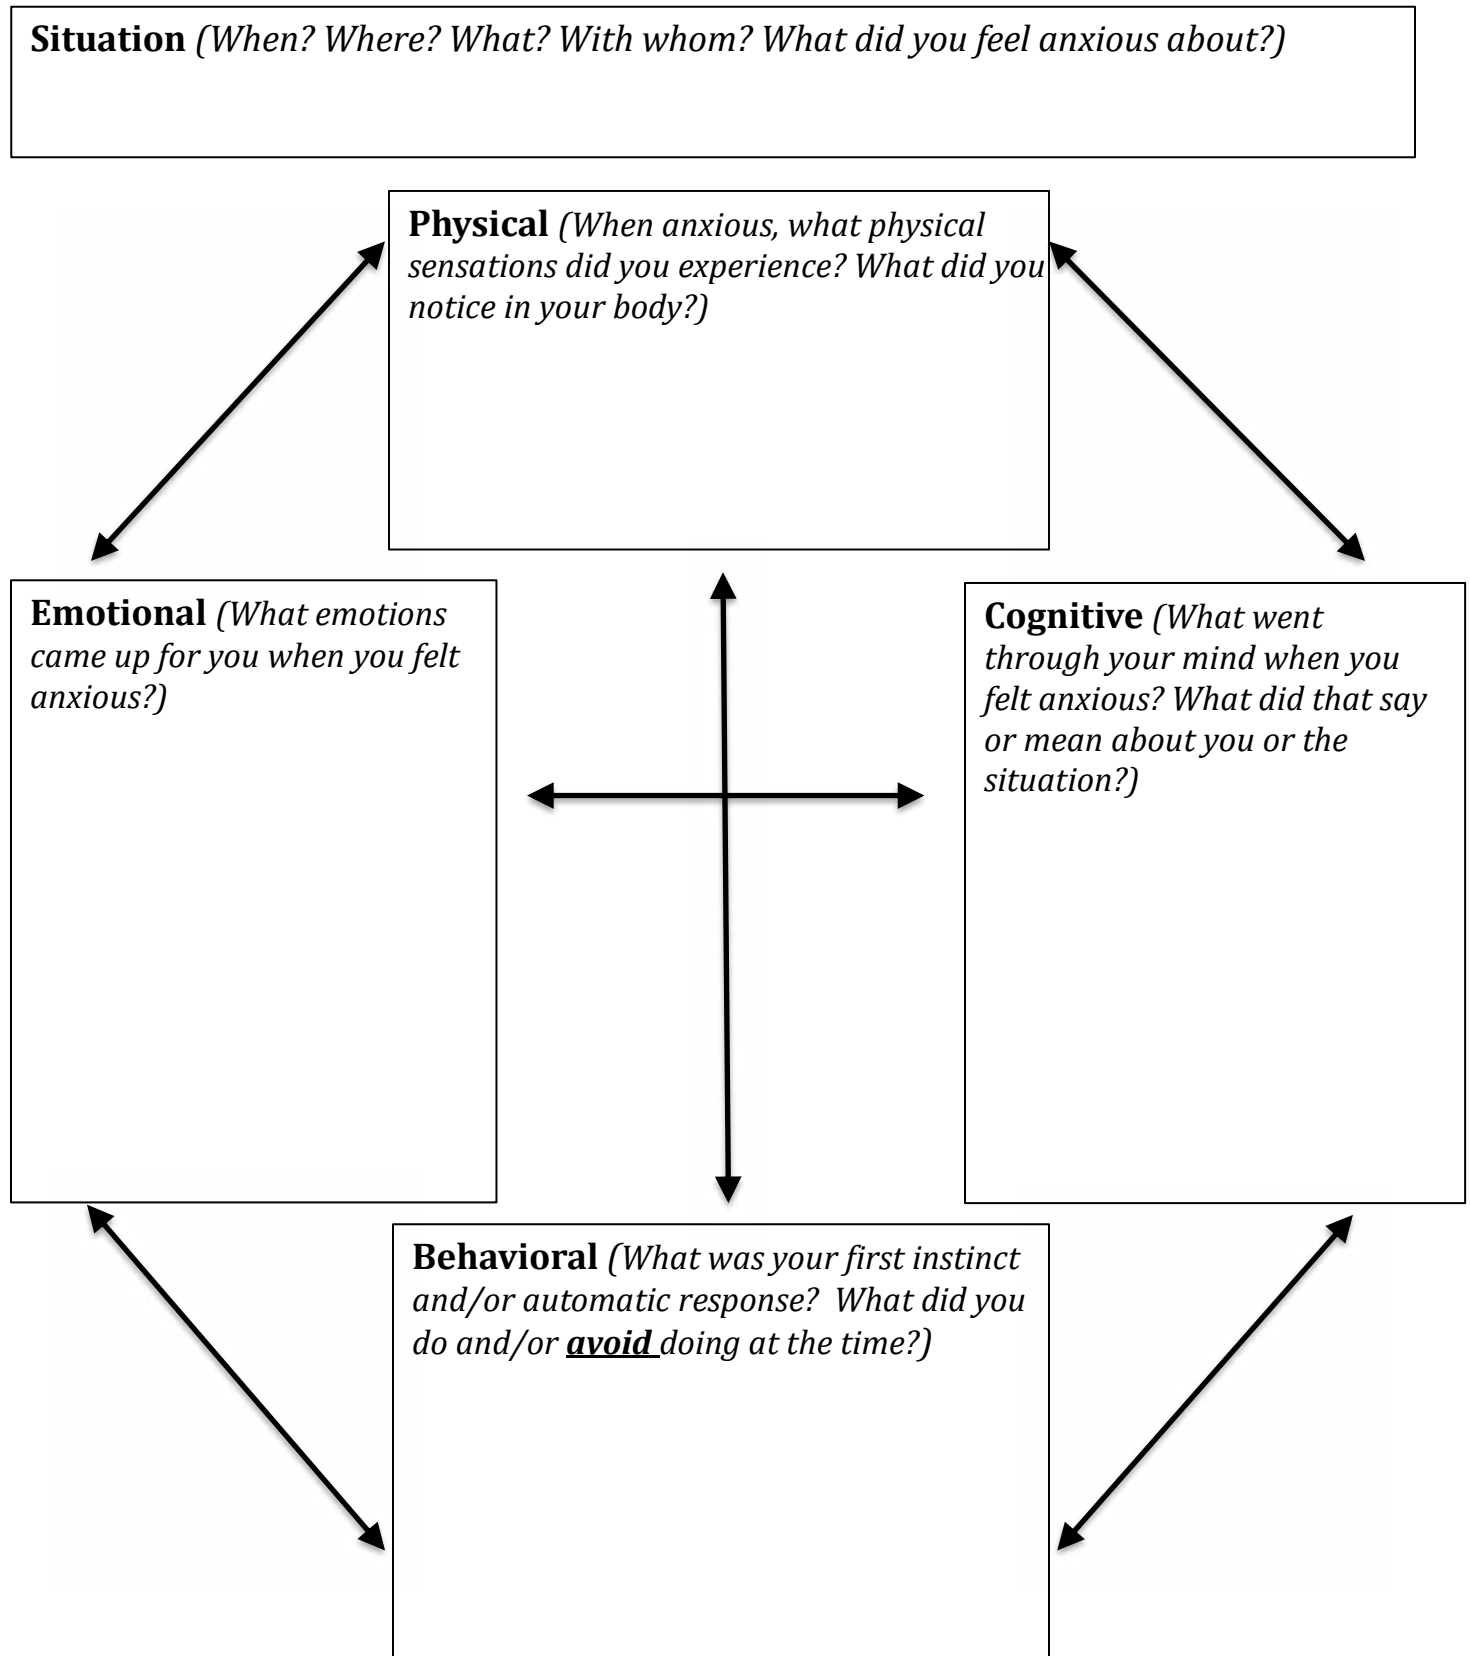 Situation (When? Where? What? With whom? What did you feel anxious about?)
Physical (When anxious, what physical
sensations did you experience? What did you
notice in your body?)
Emotional (What emotions
came up for you when you felt
anxious?)
Cognitive (What went
through your mind when you
felt anxious? What did that say
or mean about you or the
situation?)
Behavioral (What was your first instinct
and/or automatic response?  What did you
do and/or avoid doing at the time?)